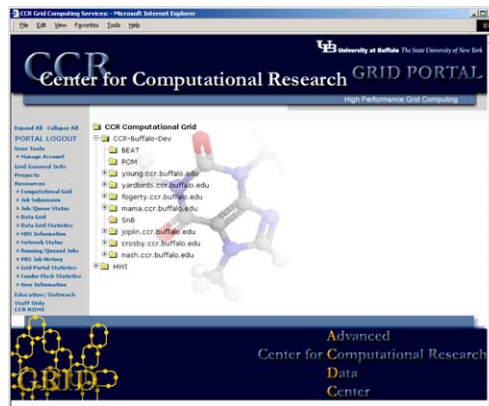 CCR Grid Computing Services: - Microsoft Internet Explorer
File Edit View Favorites Tools Help
University at Buffalo The State University of New York
CCR
Center for Computational Research
GRID PORTAL
High Performance Grid Computing
Expand All Collapse All
PORTAL LOGOUT
User Tools
> Manage Account
Grid General Info
Projects
Resources
> Computational Grid
> Job Submission
> Job/Queue Status
> Data Grid
> Data Grid Statistics
> MDS Information
> Network Status
> Running/Queued Jobs
> PBS Job History
> Grid Portal Statistics
> Condor Flock Statistics
> User Information
Education/Outreach
Staff Only
CCR HOME
CCR Computational Grid
CCR-Buffalo-Dev
BEAT
POM
young.ccr.buffalo.edu
yardbirds.ccr.buffalo.edu
fogerty.ccr.buffalo.edu
mama.ccr.buffalo.edu
SnB
joplin.ccr.buffalo.edu
crosby.ccr.buffalo.edu
nash.ccr.buffalo.edu
HWI
GRID
Advanced
Center for Computational Research
Data
Center